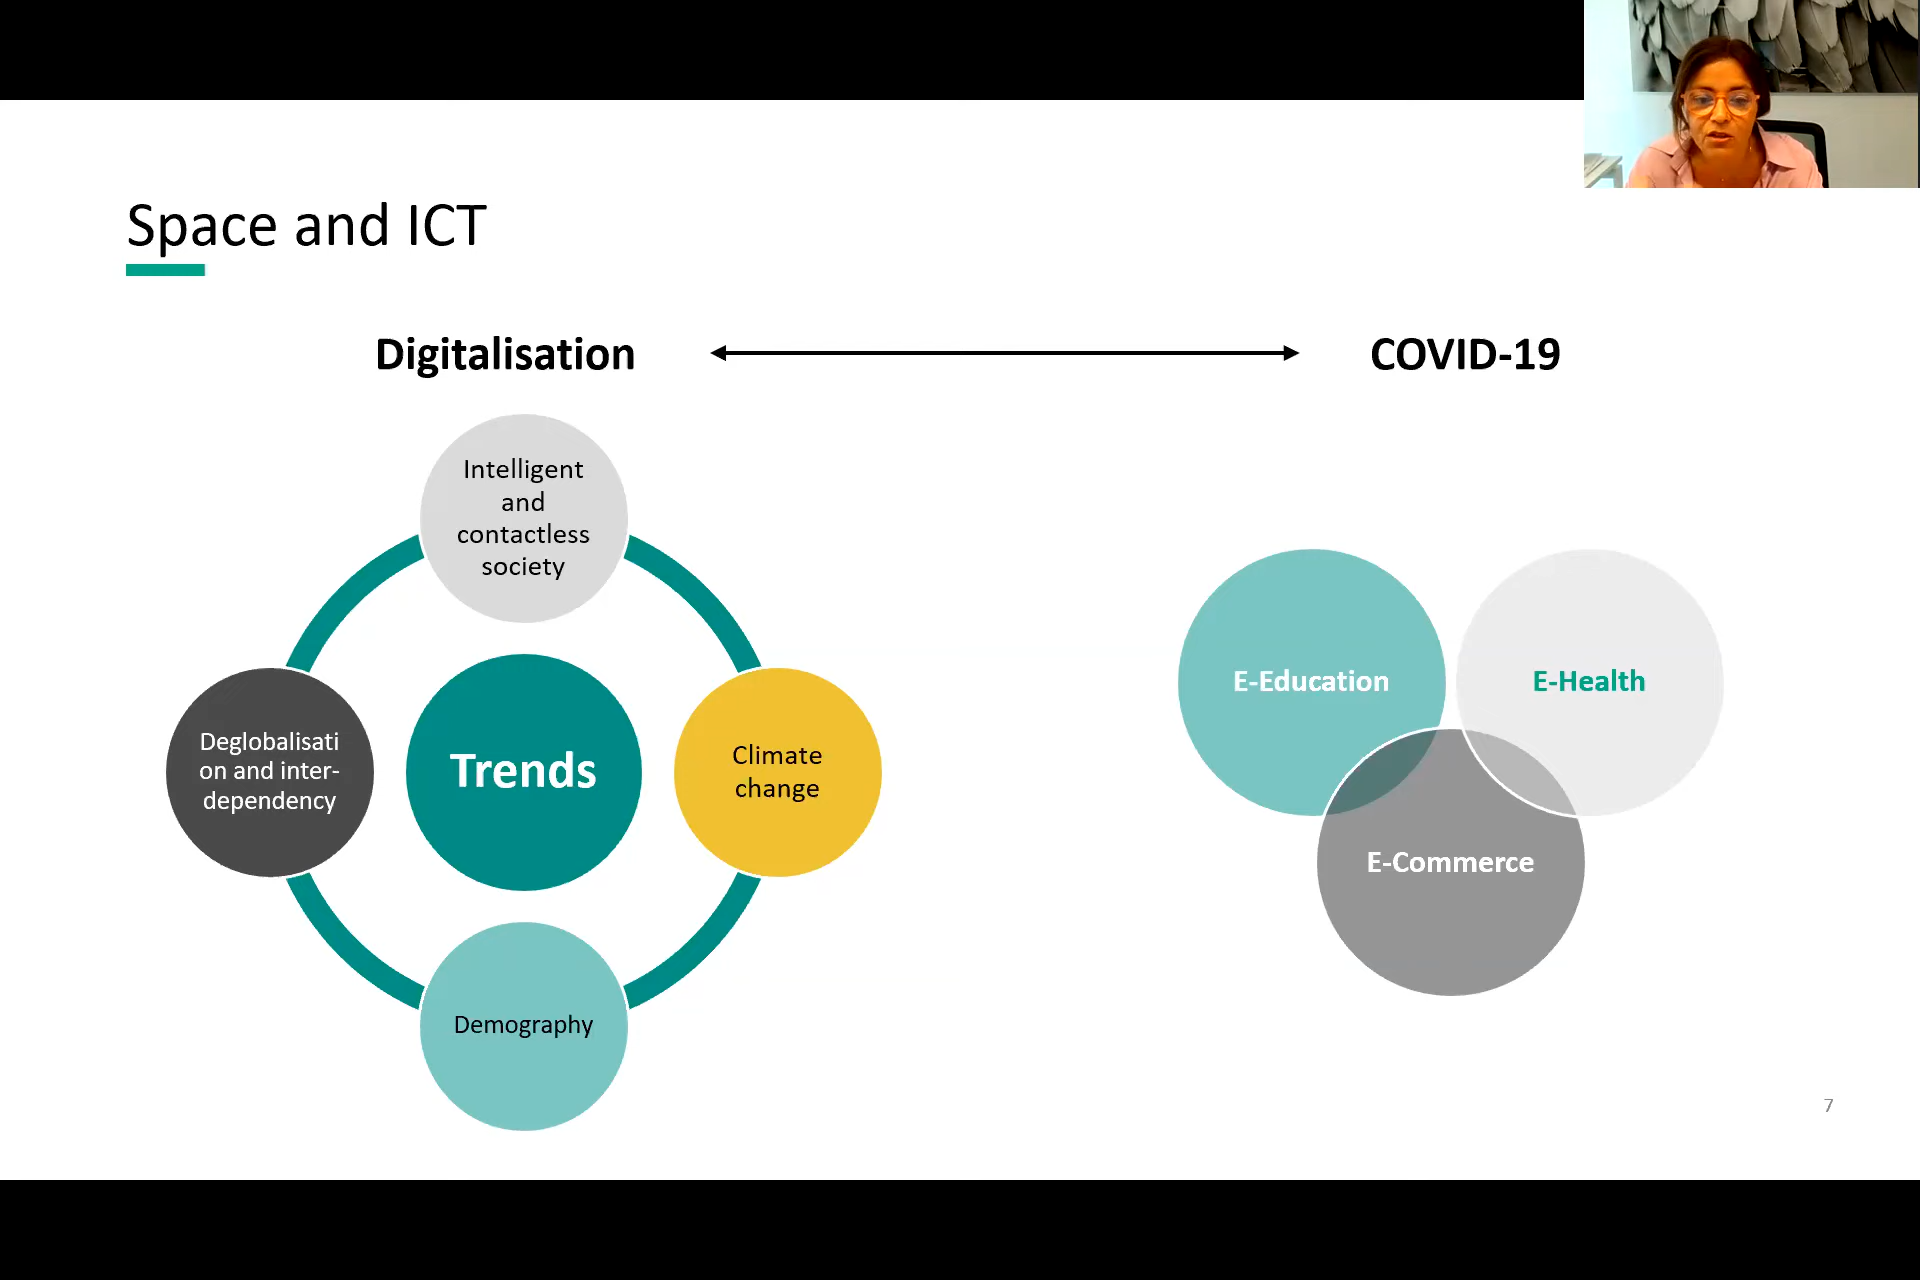 Space and ICT
Digitalisation
COVID-19
Intelligent
and
contactless
society
Deglobalisati
on and inter-
dependency
Trends
Climate
change
Demography
E-Education
E-Health
E-Commerce
7